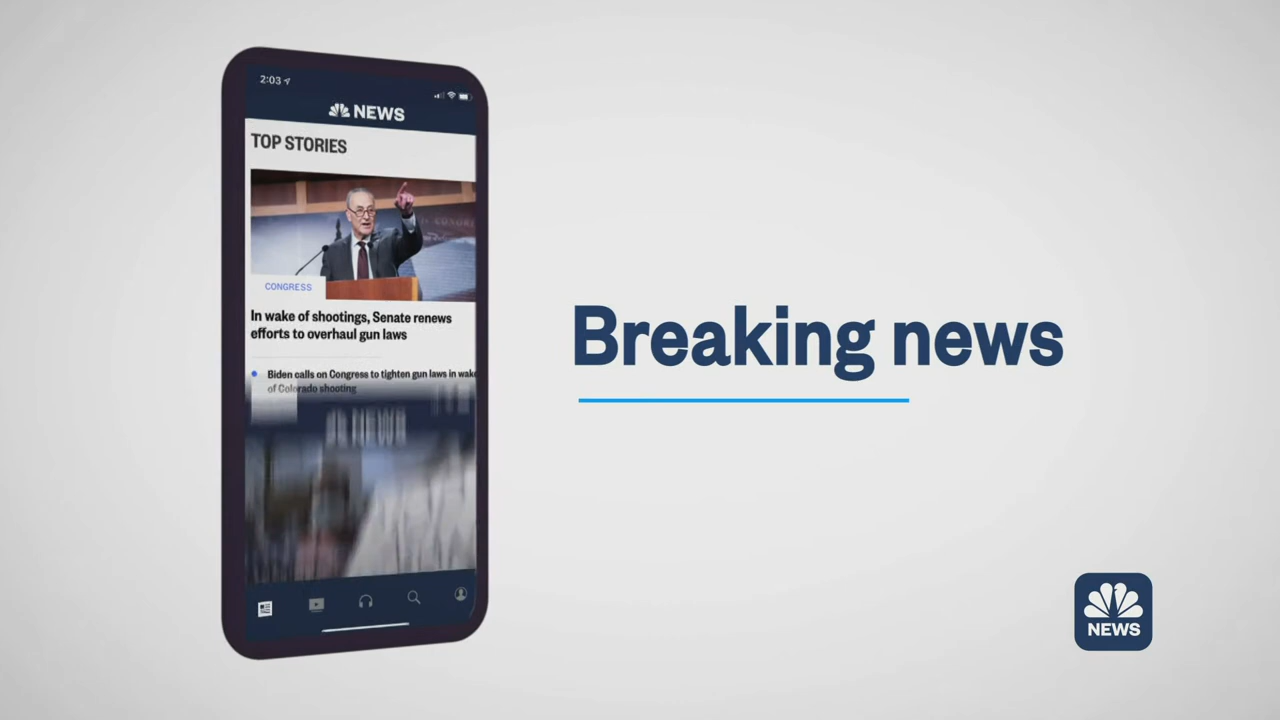 2:03
NEWS
TOP STORIES
CONGRESS
In wake of shootings, Senate renews
efforts to overhaul gun laws
Biden calls on Congress to tighten gun laws in wake
of Colorado shooting
NEWS
Breaking news
NEWS